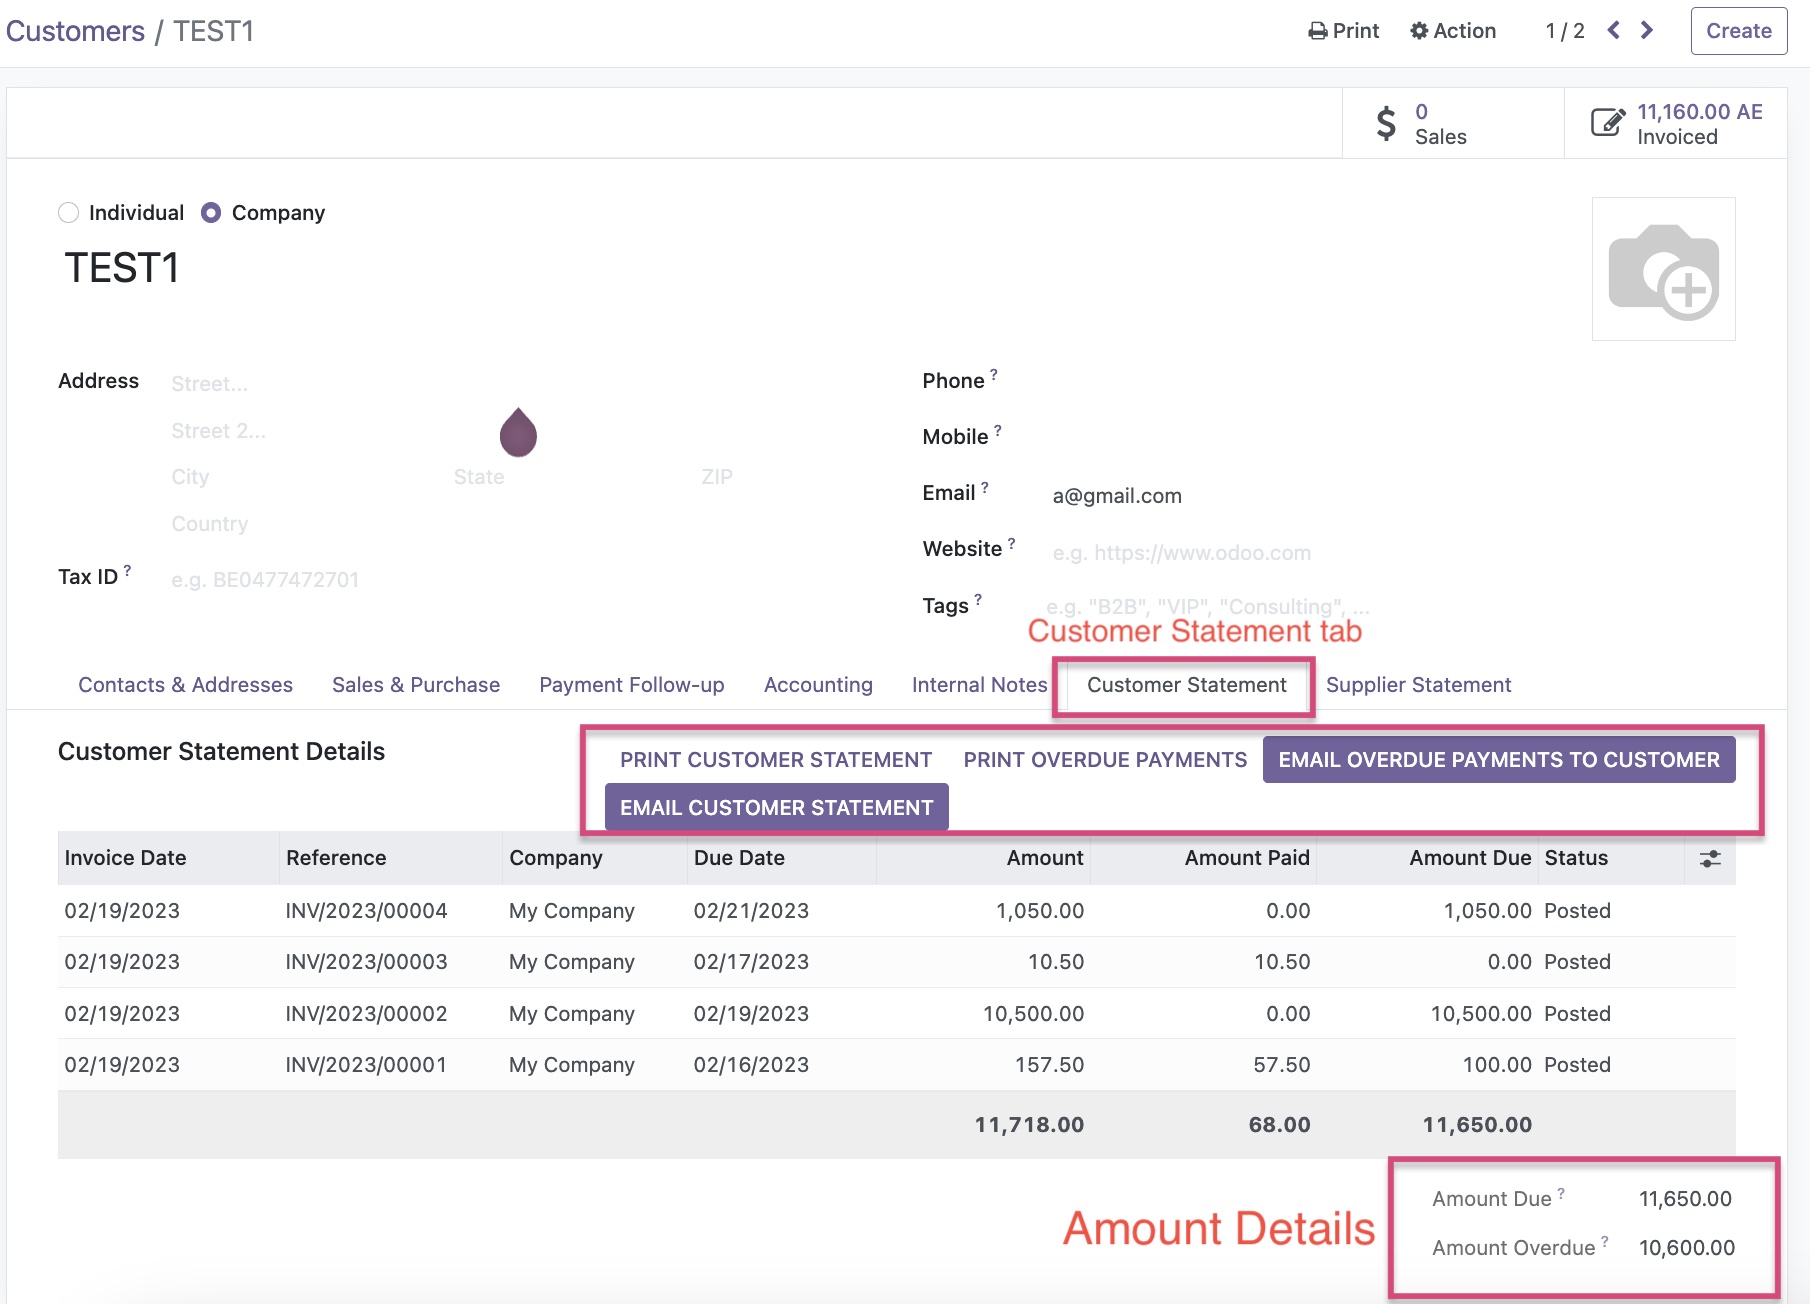 Customers / TEST1
Print Action 1 / 2 Create
0
Sales
11,160.00 AE
Invoiced
Individual Company
TEST1
Address Street...
Street 2...
City State ZIP
Country
Tax ID ? e.g. BE0477472701
Phone ?
Mobile ?
Email ? a@gmail.com
Website ? e.g. https://www.odoo.com
Tags ? e.g. "B2B", "VIP", "Consulting", ...
Customer Statement tab
Contacts & Addresses Sales & Purchase Payment Follow-up Accounting Internal Notes Customer Statement Supplier Statement
Customer Statement Details
PRINT CUSTOMER STATEMENT PRINT OVERDUE PAYMENTS EMAIL OVERDUE PAYMENTS TO CUSTOMER
EMAIL CUSTOMER STATEMENT
Invoice Date Reference Company Due Date Amount Amount Paid Amount Due Status
02/19/2023 INV/2023/00004 My Company 02/21/2023 1,050.00 0.00 1,050.00 Posted
02/19/2023 INV/2023/00003 My Company 02/17/2023 10.50 10.50 0.00 Posted
02/19/2023 INV/2023/00002 My Company 02/19/2023 10,500.00 0.00 10,500.00 Posted
02/19/2023 INV/2023/00001 My Company 02/16/2023 157.50 57.50 100.00 Posted
11,718.00 68.00 11,650.00
Amount Details
Amount Due ? 11,650.00
Amount Overdue ? 10,600.00